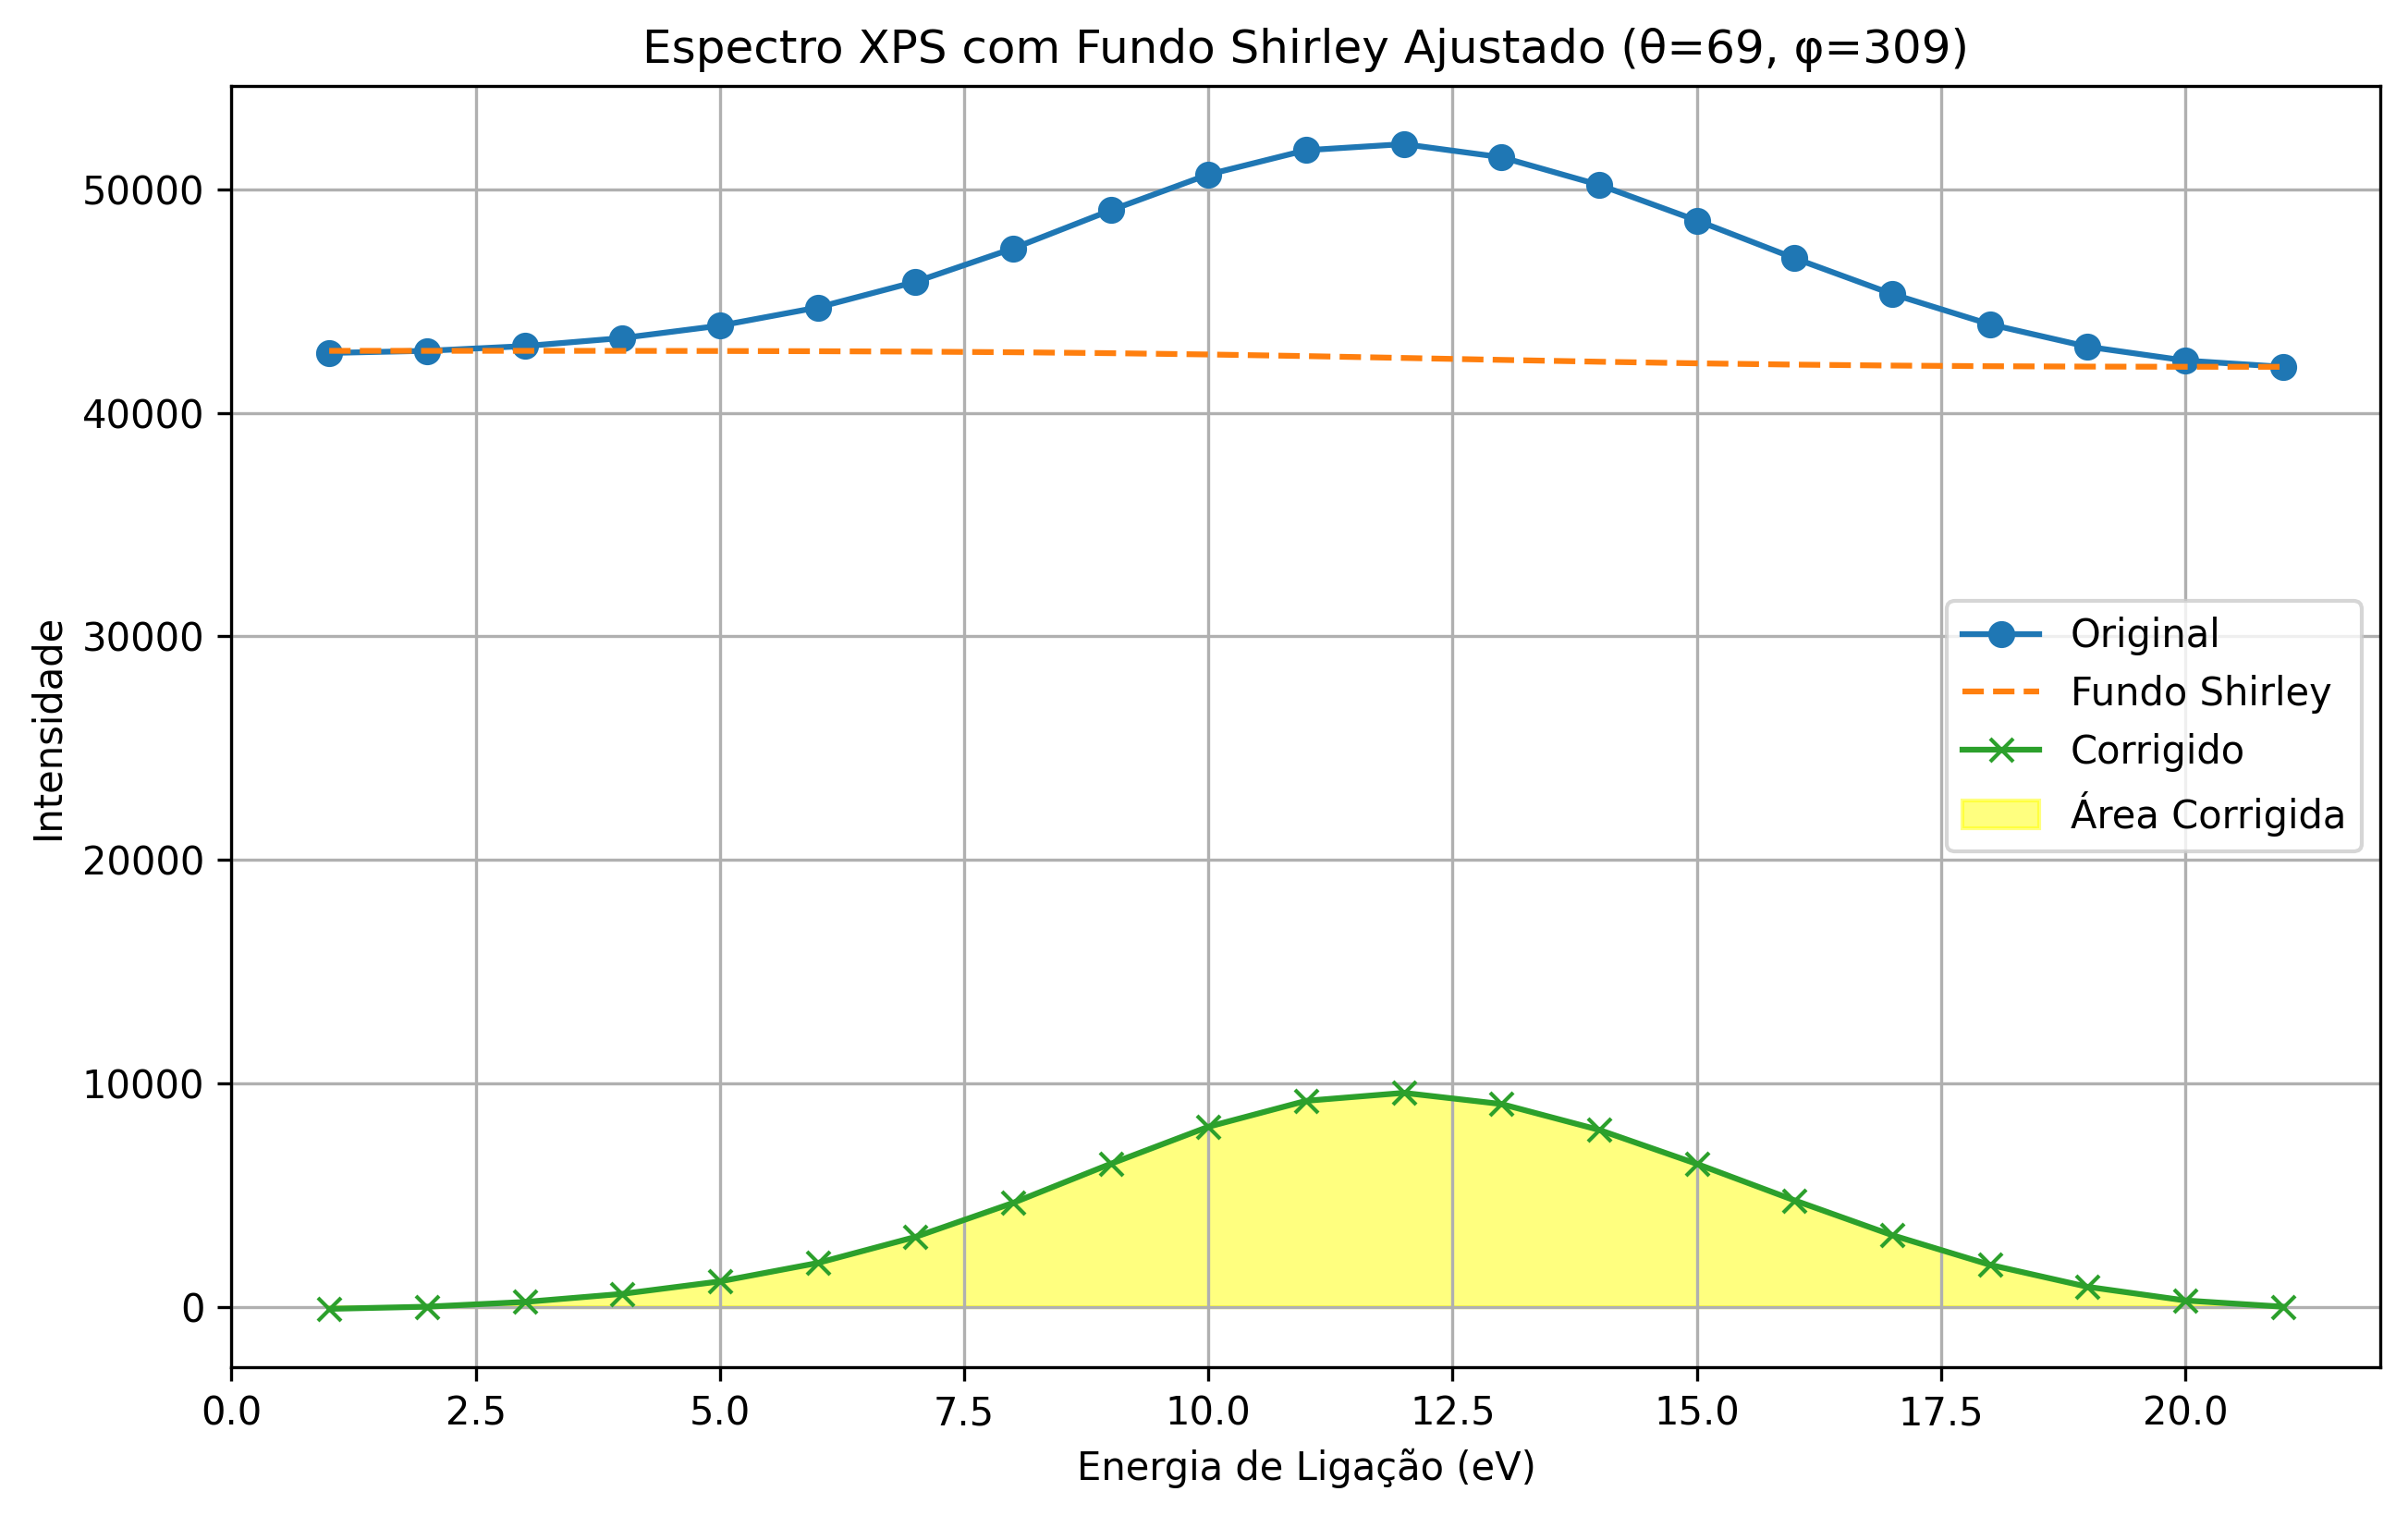 Espectro XPS com Fundo Shirley Ajustado (θ=69, φ=309)
50000
40000
30000
20000
10000
0
Intensidade
Original
Fundo Shirley
Corrigido
Área Corrigida
0.0 2.5 5.0 7.5 10.0 12.5 15.0 17.5 20.0
Energia de Ligação (eV)